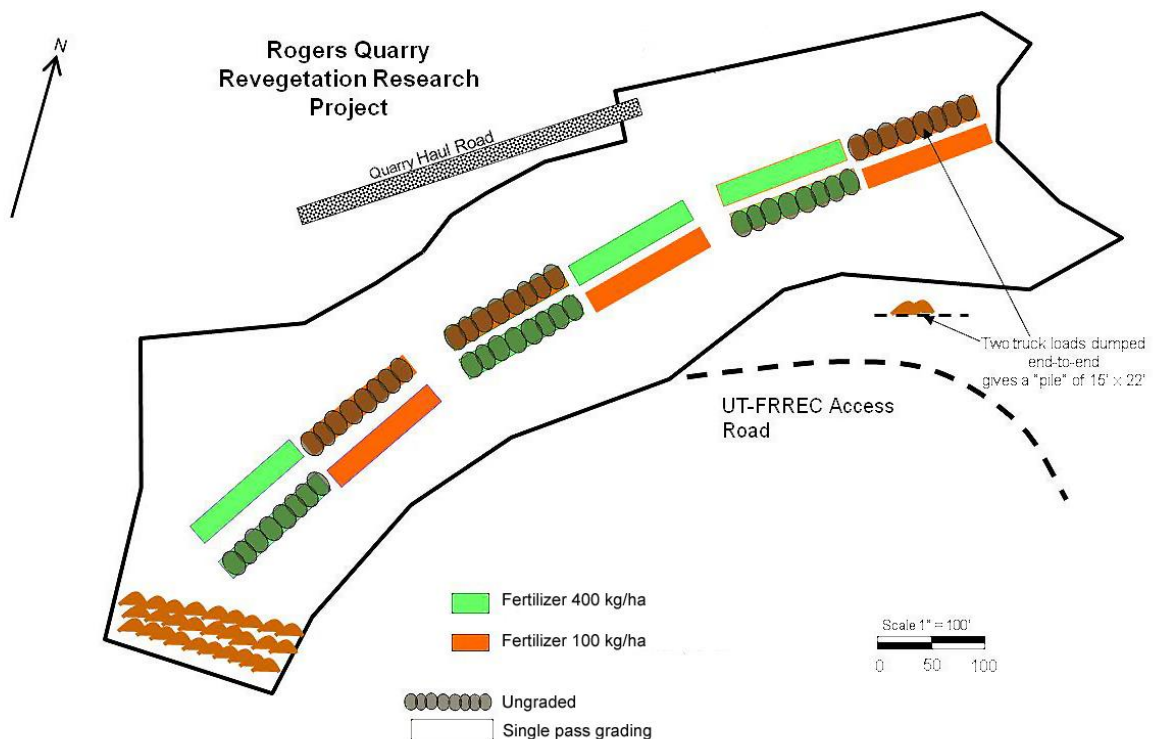 N
Rogers Quarry
Revegetation Research
Project
Quarry Haul Road
Two truck loads dumped
end-to-end
gives a "pile" of 15' x 22'
UT-FRREC Access
Road
Fertilizer 400 kg/ha
Fertilizer 100 kg/ha
Scale 1" = 100'
0 50 100
Ungraded
Single pass grading